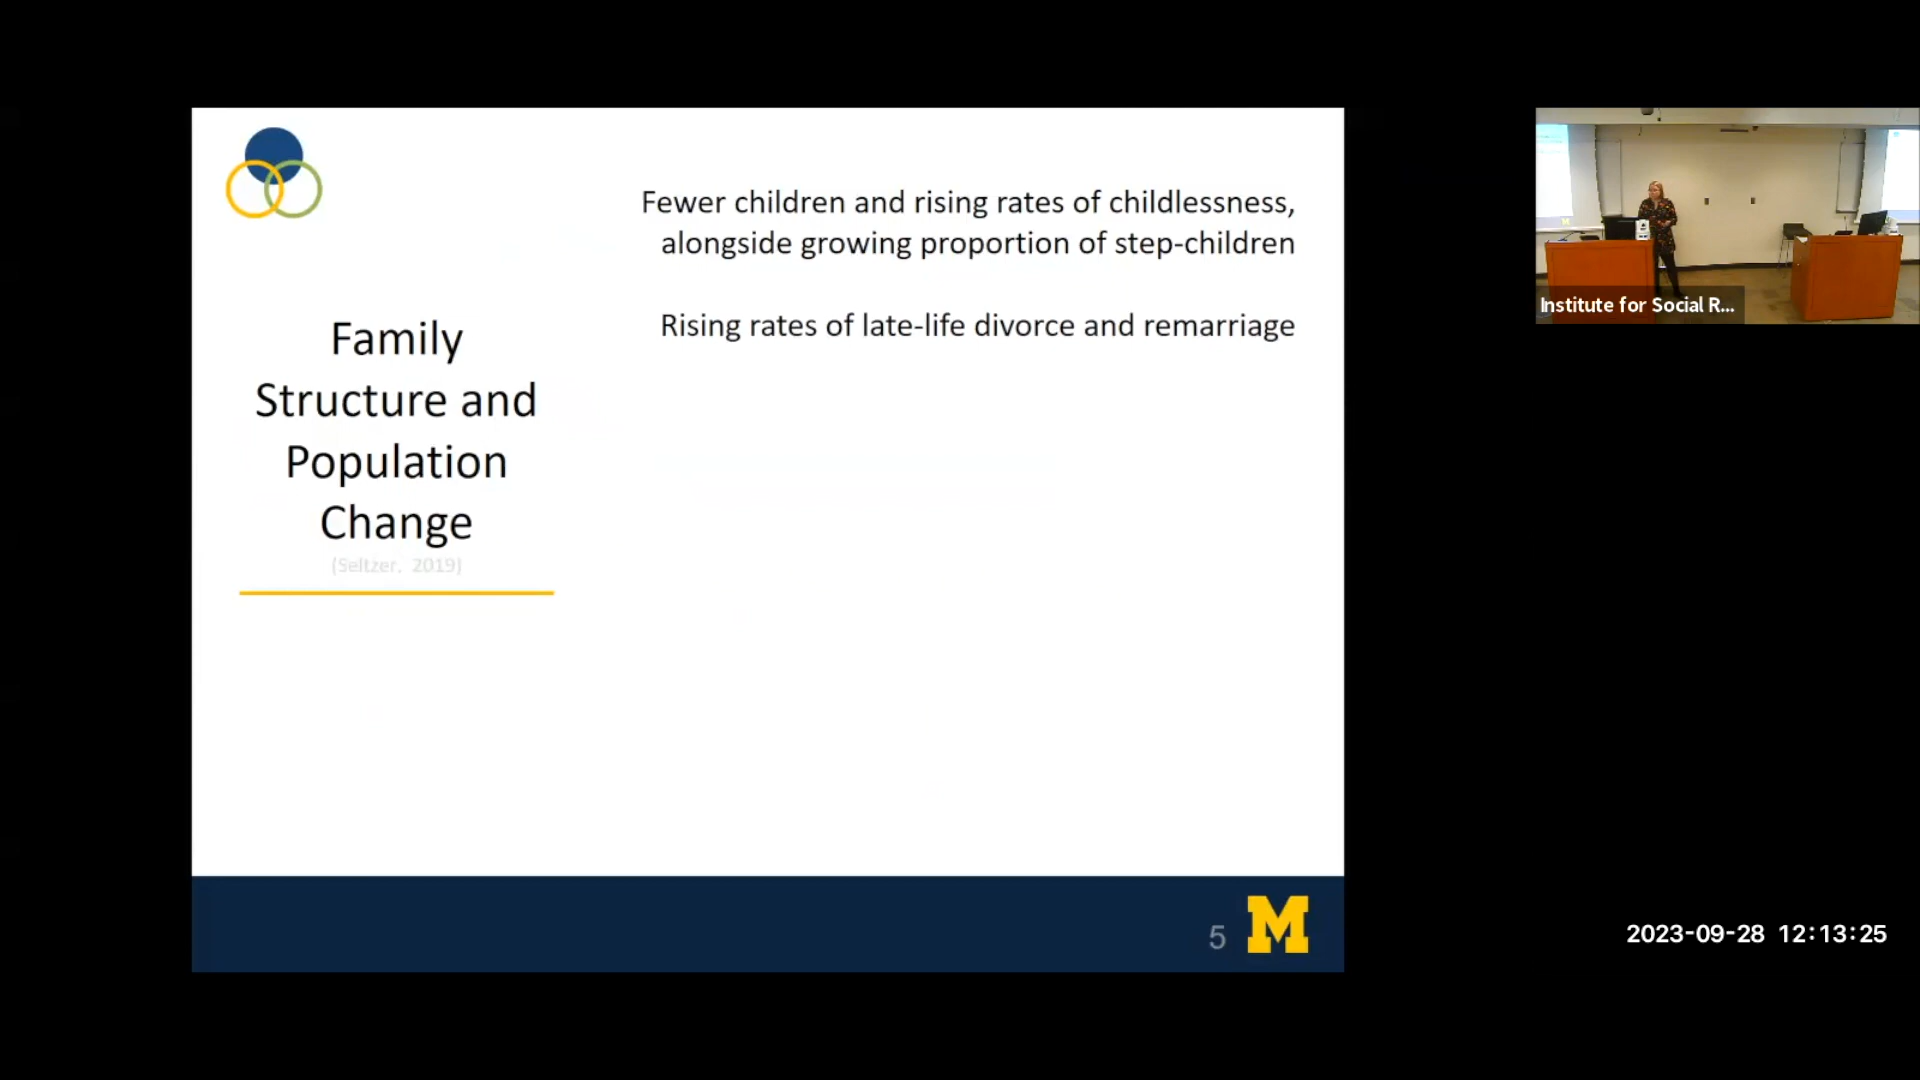 Family
Structure and
Population
Change
(Seltzer, 2019)
Fewer children and rising rates of childlessness,
alongside growing proportion of step-children
Rising rates of late-life divorce and remarriage
5
M
Institute for Social R...
2023-09-28 12:13:25